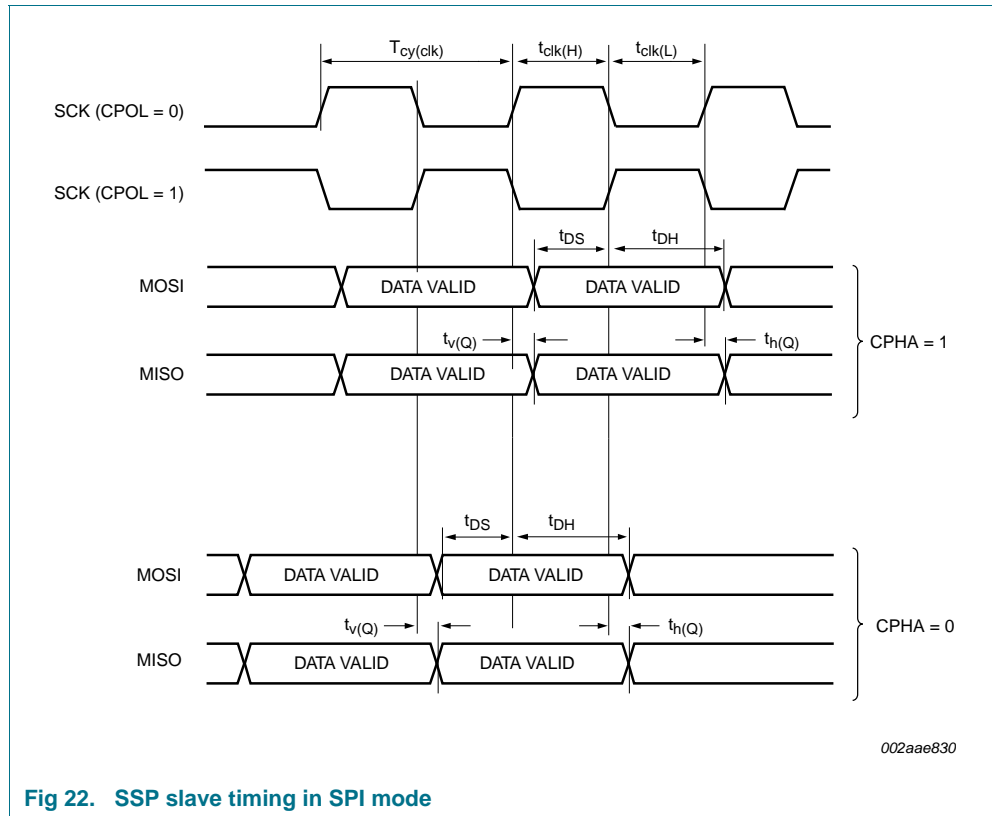 Tcy(clk) tclk(H) tclk(L)
SCK (CPOL = 0)
SCK (CPOL = 1)
tDS tDH
MOSI DATA VALID DATA VALID
tv(Q) th(Q)
CPHA = 1
MISO DATA VALID DATA VALID
tDS tDH
MOSI DATA VALID DATA VALID
tv(Q) th(Q)
CPHA = 0
MISO DATA VALID DATA VALID
002aae830
Fig 22. SSP slave timing in SPI mode